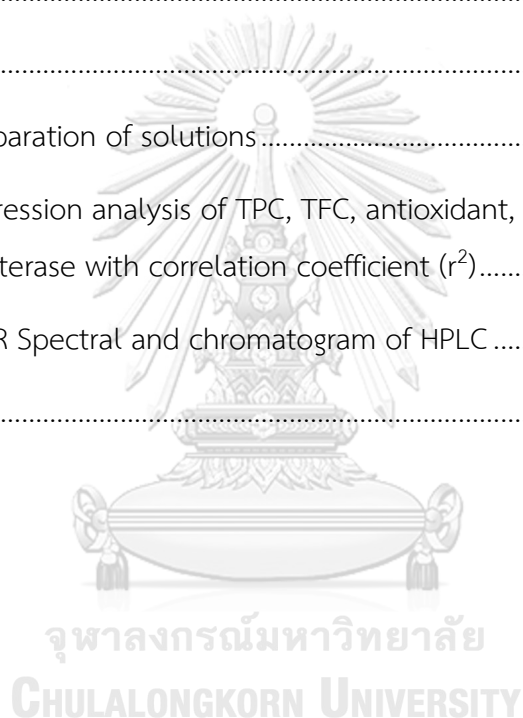 ................................................................
................................................................
paration of solutions................................
ression analysis of TPC, TFC, antioxidant,
terase with correlation coefficient (r²)......
R Spectral and chromatogram of HPLC....
................................................................
จุฬาลงกรณ์มหาวิทยาลัย
CHULALONGKORN UNIVERSITY